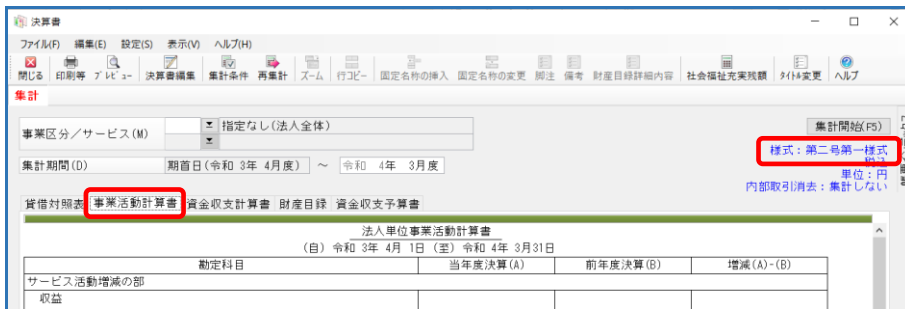 決算書
ファイル(F) 編集(E) 設定(S) 表示(V) ヘルプ(H)
閉じる 印刷等 プレビュー 決算書編集 集計条件 再集計 ズーム 行コピー 固定名称の挿入 固定名称の変更 脚注 備考 財産目録詳細内容 社会福祉充実残額 タイトル変更 ヘルプ
集計
事業区分/サービス(M) 指定なし(法人全体) 集計開始(F5)
様式:第二号第一様式
税込
集計期間(D) 期首日(令和 3年 4月度) ~ 令和 4年 3月度
単位:円
内部取引消去:集計しない
貸借対照表 事業活動計算書 資金収支計算書 財産目録 資金収支予算書
法人単位事業活動計算書
(自) 令和 3年 4月 1日 (至) 令和 4年 3月31日
勘定科目 当年度決算(A) 前年度決算(B) 増減(A)-(B)
サービス活動増減の部
収益